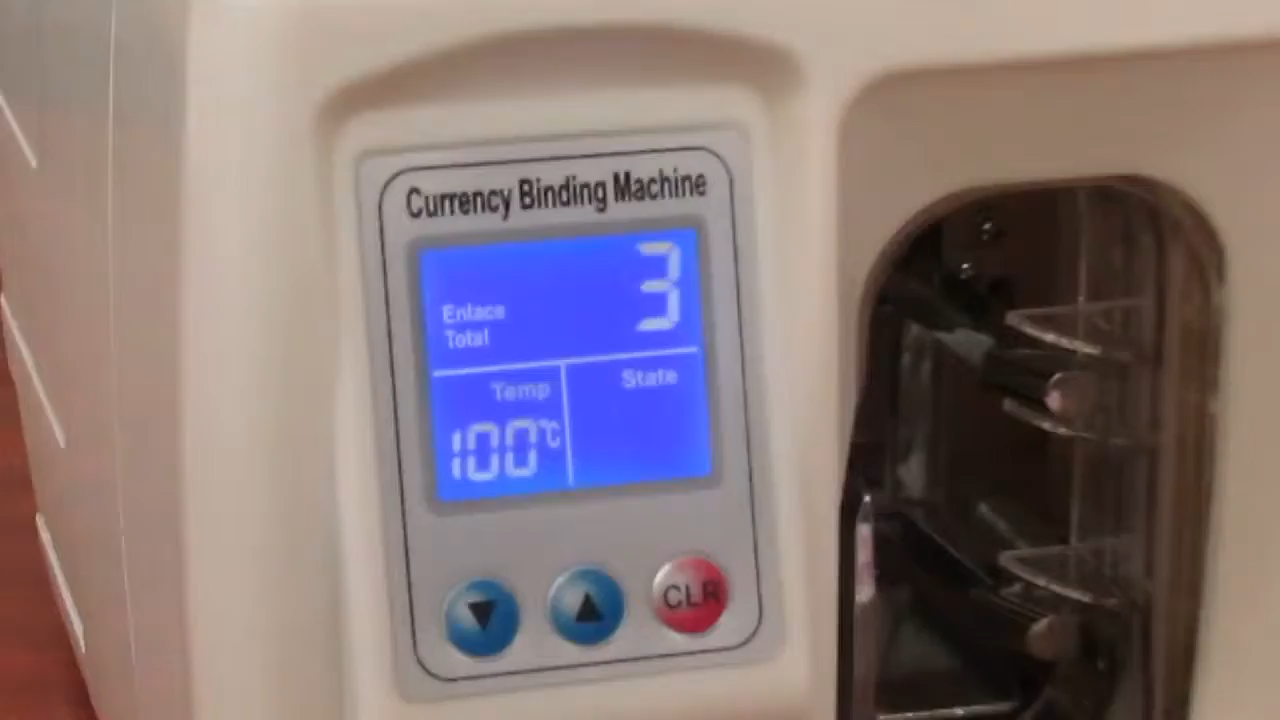 Currency Binding Machine
3
Enlace
Total
Temp
State
100℃
▼ ▲ CLR